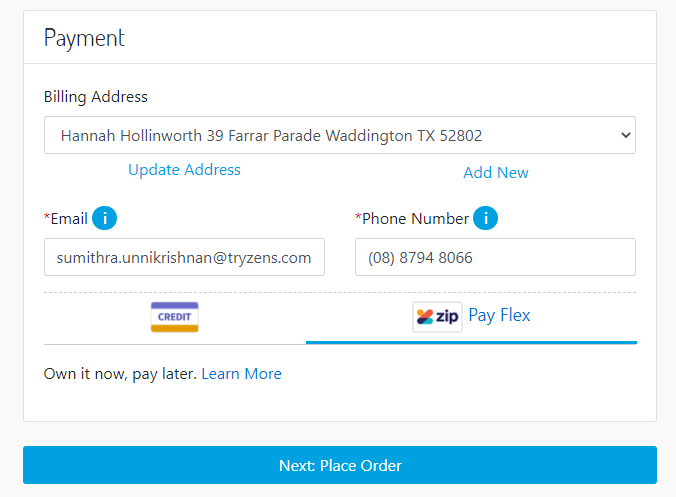 Payment
Billing Address
Hannah Hollinworth 39 Farrar Parade Waddington TX 52802
Update Address
Add New
*Email i
*Phone Number i
sumithra.unnikrishnan@tryzens.com
(08) 8794 8066
CREDIT
zip Pay Flex
Own it now, pay later. Learn More
Next: Place Order